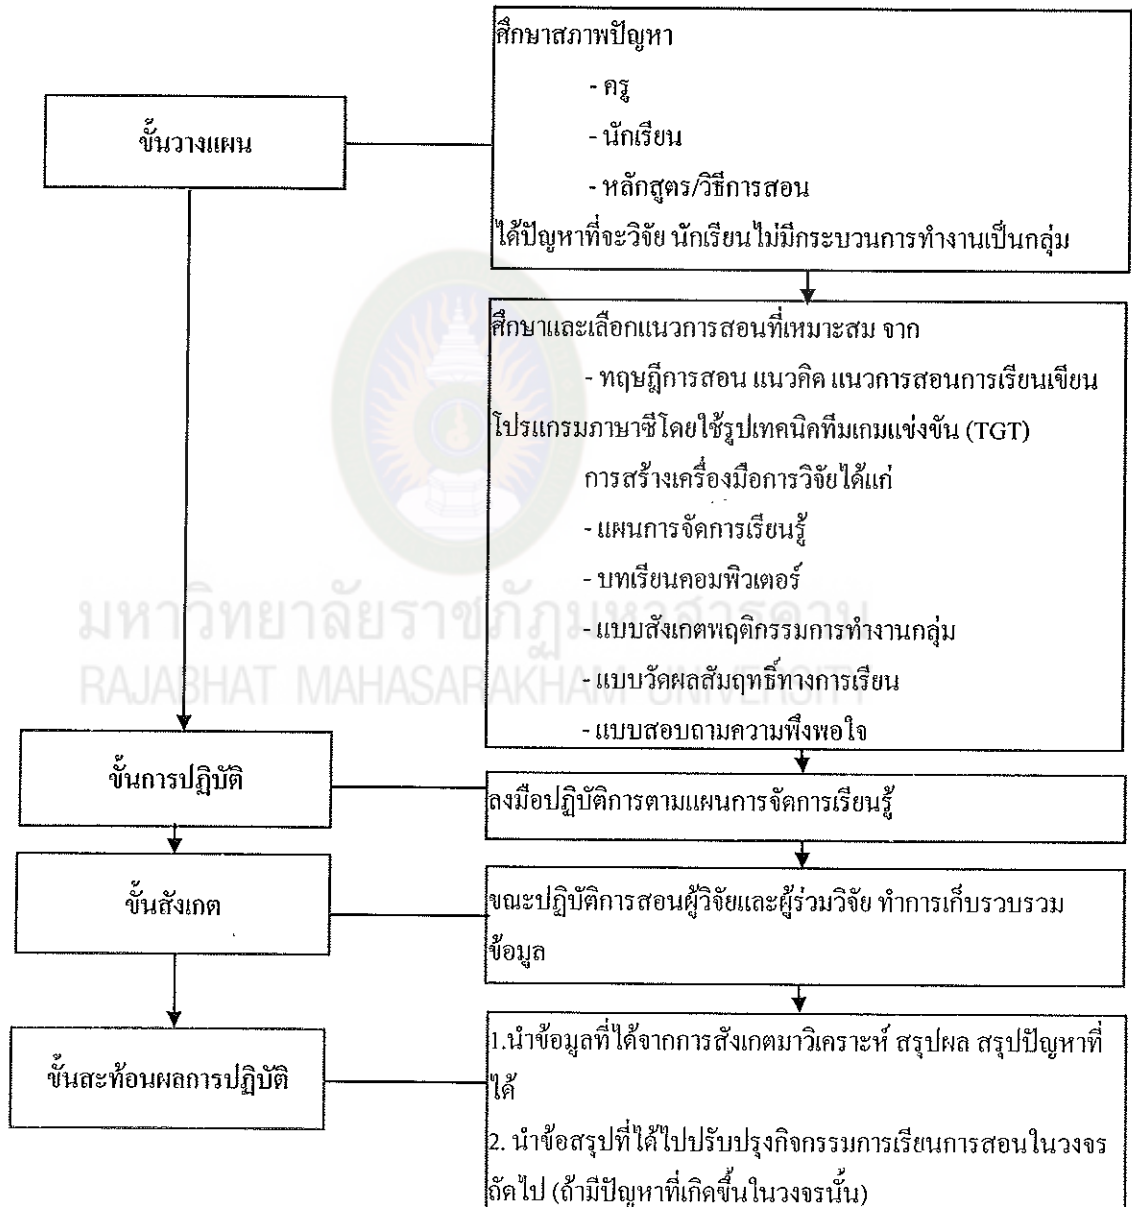 ศึกษาสภาพปัญหา
- ครู
- นักเรียน
- หลักสูตร/วิธีการสอน
ได้ปัญหาที่จะวิจัย นักเรียนไม่มีกระบวนการทำงานเป็นกลุ่ม
ขั้นวางแผน
ศึกษาและเลือกแนวการสอนที่เหมาะสม จาก
- ทฤษฎีการสอน แนวคิด แนวการสอนการเรียนเขียน
โปรแกรมภาษาซีโดยใช้รูปเทคนิคทีมเกมแข่งขัน (TGT)
การสร้างเครื่องมือการวิจัยได้แก่
- แผนการจัดการเรียนรู้
- บทเรียนคอมพิวเตอร์
- แบบสังเกตพฤติกรรมการทำงานกลุ่ม
- แบบวัดผลสัมฤทธิ์ทางการเรียน
- แบบสอบถามความพึงพอใจ
มหาวิทยาลัยราชภัฏมหาสารคาม
RAJABHAT MAHASARAKHAM UNIVERSITY
ขั้นการปฏิบัติ
ลงมือปฏิบัติการตามแผนการจัดการเรียนรู้
ขั้นสังเกต
ขณะปฏิบัติการสอนผู้วิจัยและผู้ร่วมวิจัย ทำการเก็บรวบรวม
ข้อมูล
ขั้นสะท้อนผลการปฏิบัติ
1.นำข้อมูลที่ได้จากการสังเกตมาวิเคราะห์ สรุปผล สรุปปัญหาที่
ได้
2. นำข้อสรุปที่ได้ไปปรับปรุงกิจกรรมการเรียนการสอนในวงจร
ถัดไป (ถ้ามีปัญหาที่เกิดขึ้นในวงจรนั้น)